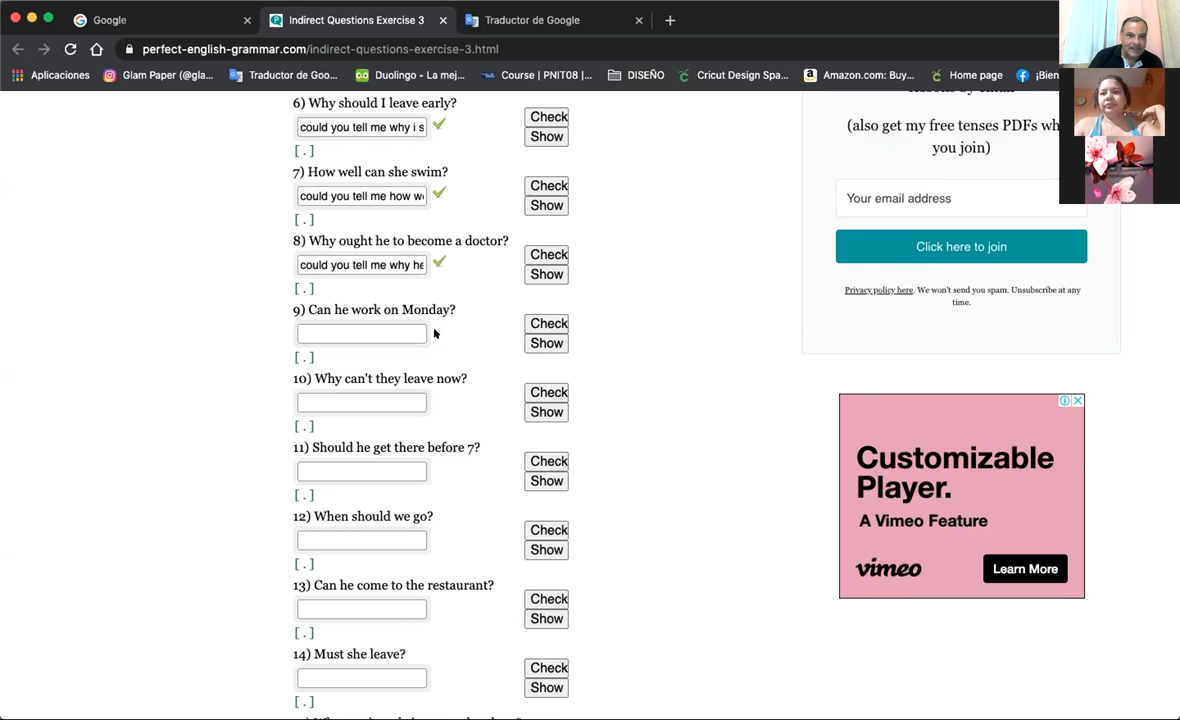 Google
Indirect Questions Exercise 3
Traductor de Google
perfect-english-grammar.com/indirect-questions-exercise-3.html
Aplicaciones
Glam Paper (@gla...
Traductor de Goo...
Duolingo - La mej...
Course | PNIT08 |...
DISEÑO
Cricut Design Spa...
Amazon.com: Buy...
Home page
¡Bien
6) Why should I leave early?
could you tell me why i s
Check
Show
[ . ]
7) How well can she swim?
could you tell me how w
Check
Show
[ . ]
8) Why ought he to become a doctor?
could you tell me why he
Check
Show
[ . ]
9) Can he work on Monday?
Check
Show
[ . ]
10) Why can't they leave now?
Check
Show
[ . ]
11) Should he get there before 7?
Check
Show
[ . ]
12) When should we go?
Check
Show
[ . ]
13) Can he come to the restaurant?
Check
Show
[ . ]
14) Must she leave?
Check
Show
[ . ]
(also get my free tenses PDFs wh
you join)
Your email address
Click here to join
Privacy policy here. We won't send you spam. Unsubscribe at any
time.
Customizable
Player.
A Vimeo Feature
vimeo
Learn More